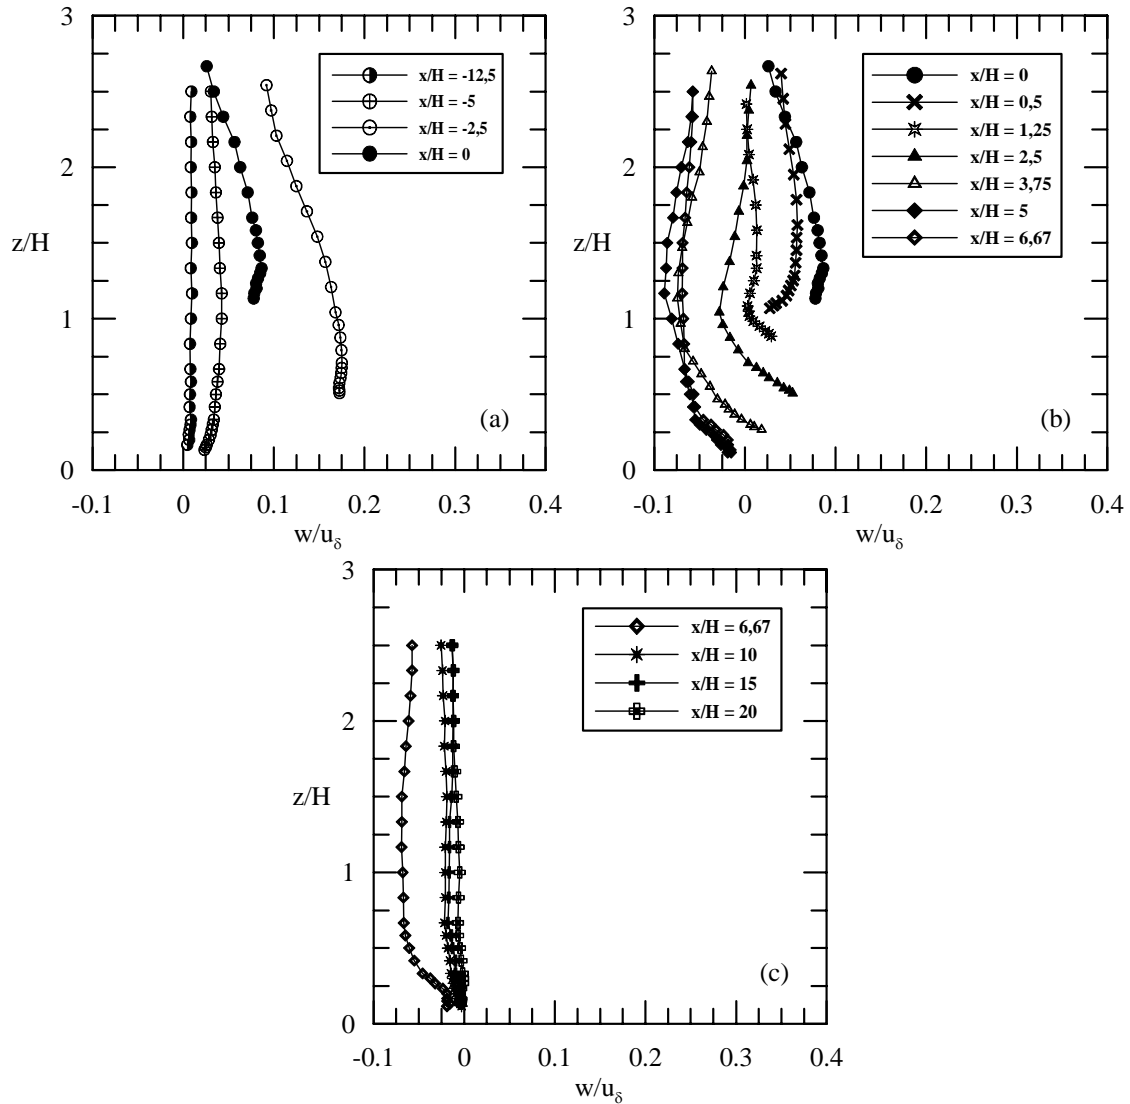 3
2
z/H
1
0
-0.1 0 0.1 0.2 0.3 0.4
w/uδ
x/H = -12,5
x/H = -5
x/H = -2,5
x/H = 0
(a)
3
2
z/H
1
0
-0.1 0 0.1 0.2 0.3 0.4
w/uδ
x/H = 0
x/H = 0,5
x/H = 1,25
x/H = 2,5
x/H = 3,75
x/H = 5
x/H = 6,67
(b)
3
2
z/H
1
0
-0.1 0 0.1 0.2 0.3 0.4
w/uδ
x/H = 6,67
x/H = 10
x/H = 15
x/H = 20
(c)